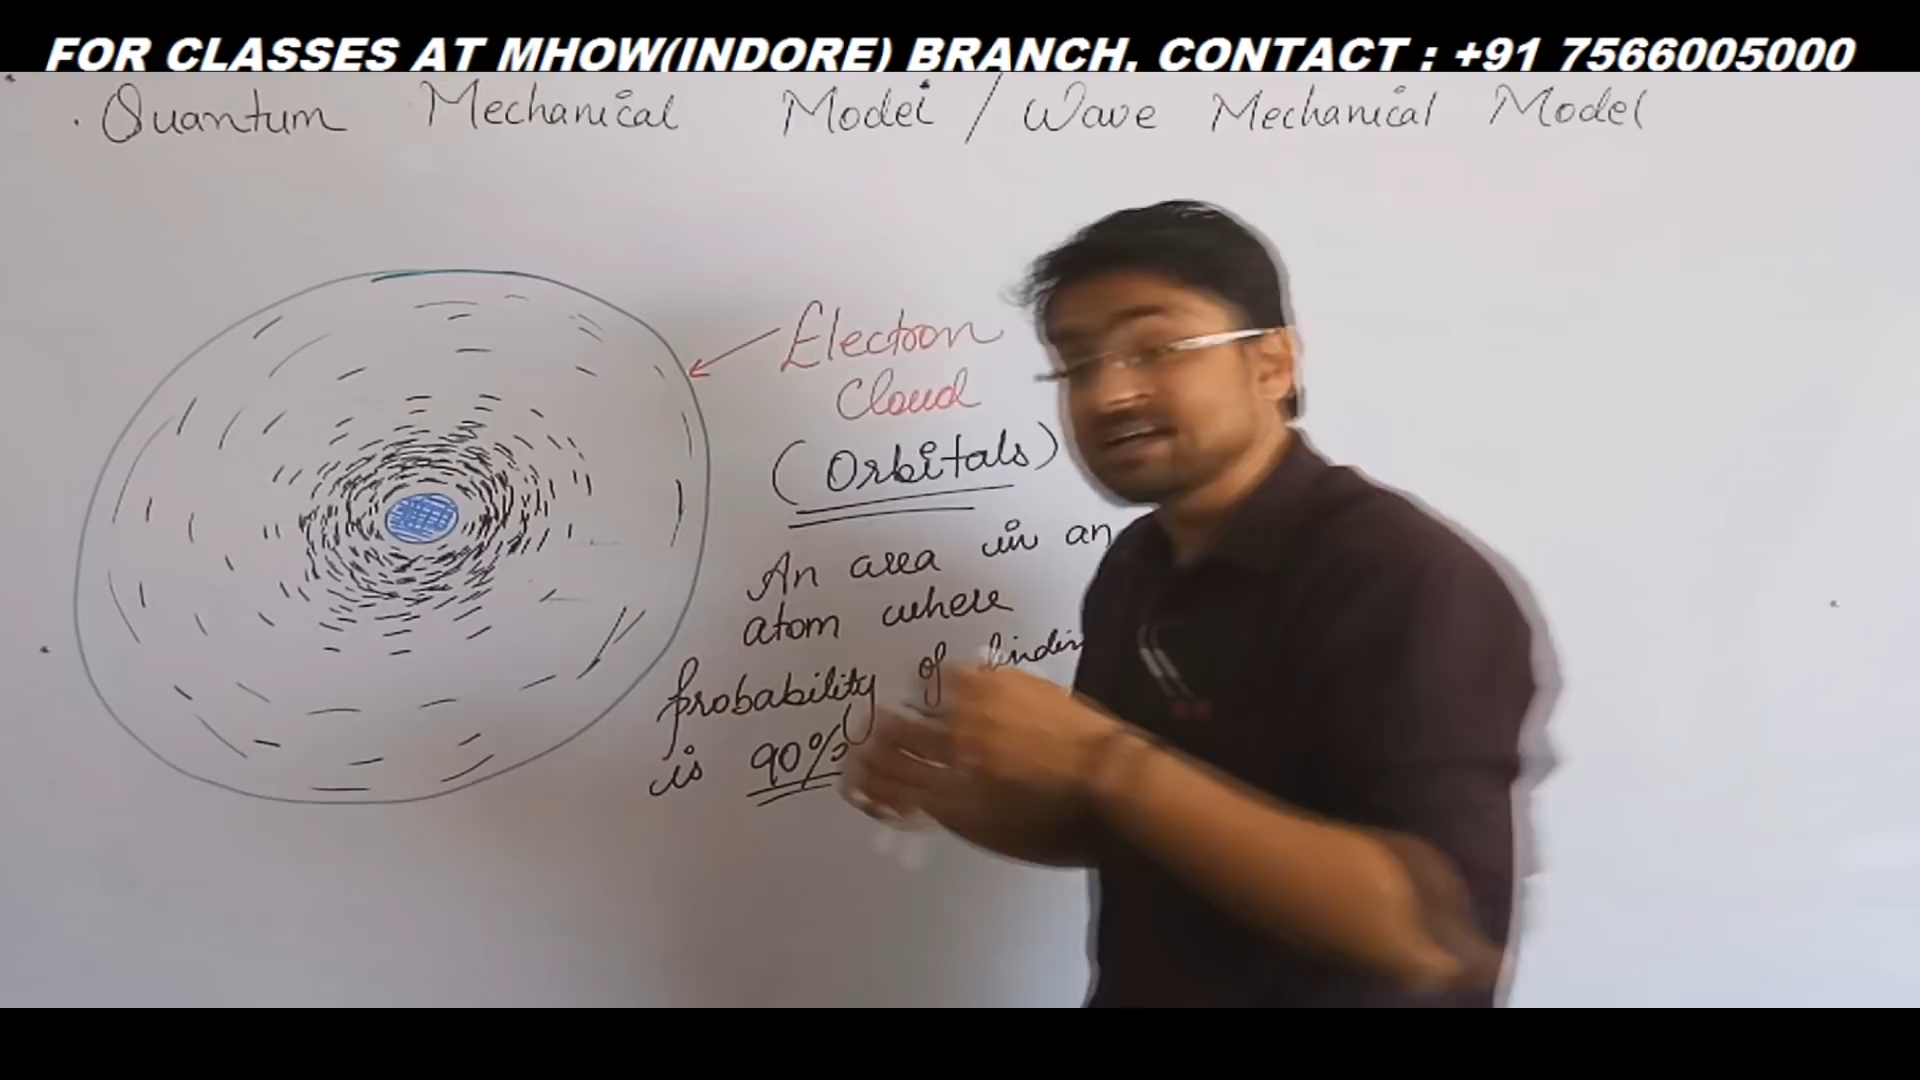 FOR CLASSES AT MHOW(INDORE) BRANCH, CONTACT : +91 7566005000
Quantum Mechanical Model / Wave Mechanical Model
Electron
Cloud
(Orbitals)
An area in an
atom where
probability of
is 90%